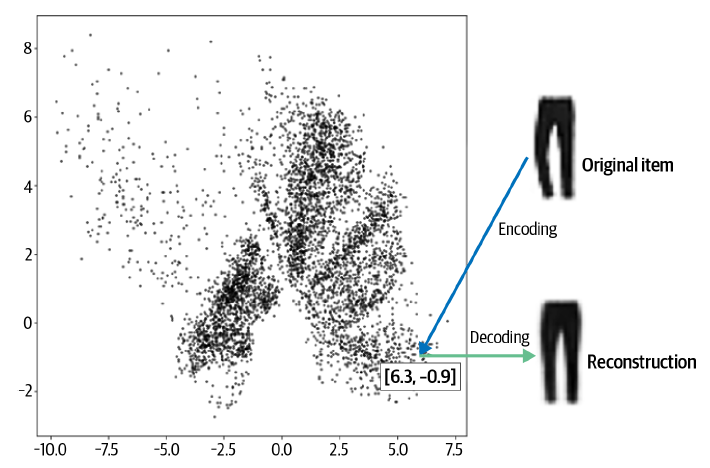 8
6
4
2
0
−2
−10.0 −7.5 −5.0 −2.5 0.0 2.5 5.0 7.5
Original item
Encoding
Decoding
[6.3, −0.9]
Reconstruction